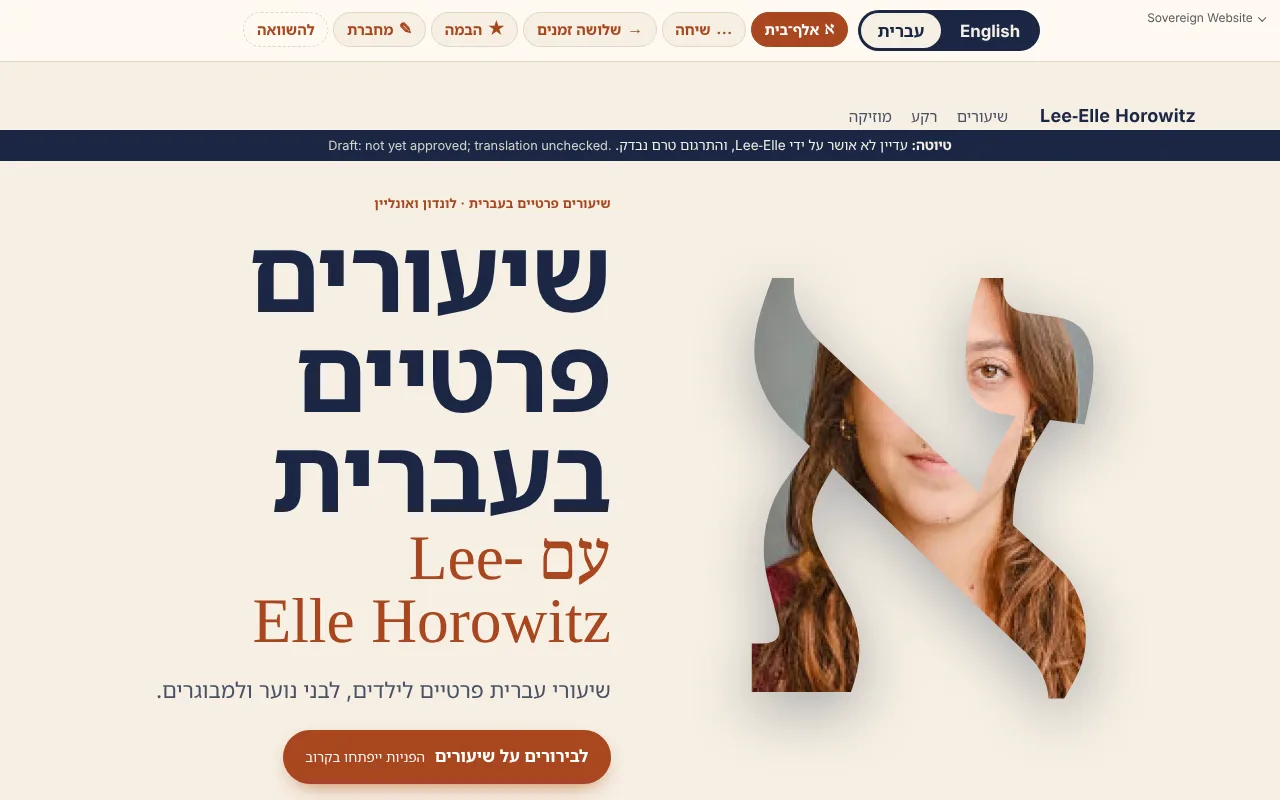 Sovereign Website
English
עברית
א אלף־בית
… שיחה
→ שלושה זמנים
★ הבמה
✎ מחברת
להשוואה
Lee-Elle Horowitz
שיעורים
רקע
מוזיקה
טיוטה: עדיין לא אושר על ידי Lee-Elle, והתרגום טרם נבדק. Draft: not yet approved; translation unchecked.
שיעורים פרטיים בעברית · לונדון ואונליין
שיעורים
פרטיים
בעברית
עם Lee-
Elle Horowitz
שיעורי עברית פרטיים לילדים, לבני נוער ולמבוגרים.
לבירורים על שיעורים הפניות ייפתחו בקרוב